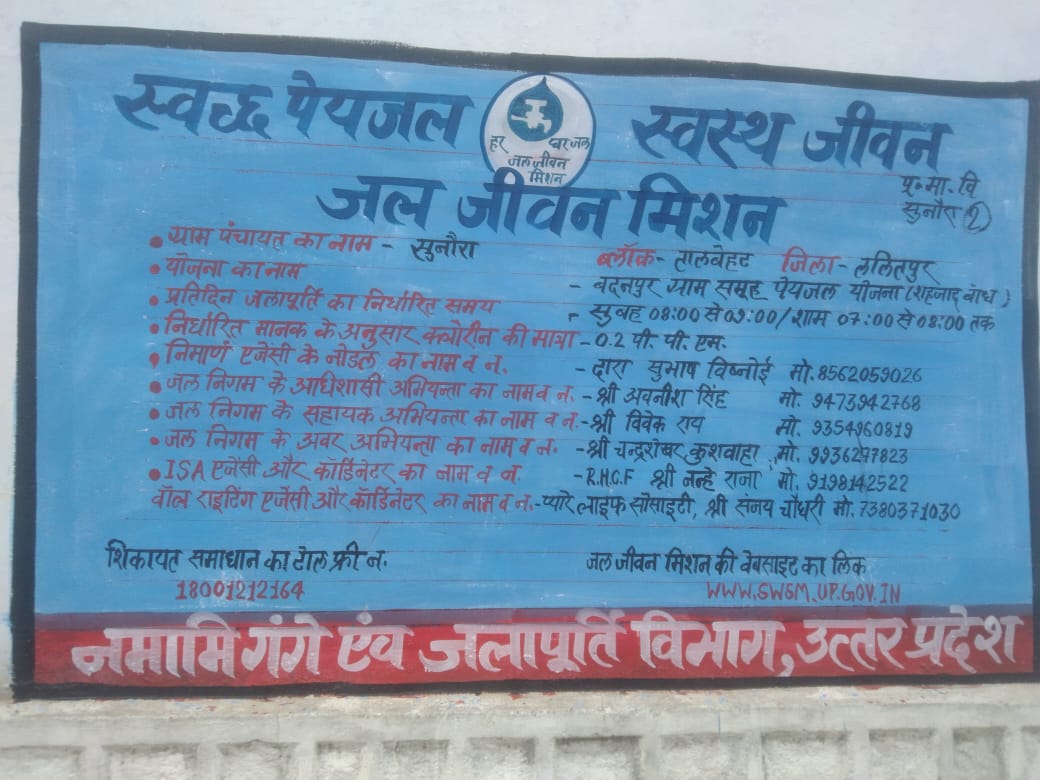 स्वच्छ पेयजल स्वस्थ जीवन
हर घर जल
जल जीवन
मिशन
पू॰मा॰वि
सुनौरा (2)
जल जीवन मिशन
• ग्राम पंचायत का नाम - सुनौरा ब्लॉक - तालवेहट जिला - ललितपुर
• योजना का नाम - वदनपुर ग्राम समूह पेयजल योजना (शहजाद बांध)
• प्रतिदिन जलापूर्ति का निर्धारित समय - सुवह 08:00 से 09:00/शाम 07:00 से 08:00 तक
• निर्धारित मानक के अनुसार क्लोरीन की मात्रा - 0.2 पी. पी. एम.
• निमार्ण एजेंसी के नोडल का नाम व न. - द्वारा सुभाष विष्नोई मो. 8562059026
• जल निगम के अधिशासी अभियन्ता का नाम व न. - श्री अवनीश सिंह मो. 9473942768
• जल निगम के सहायक अभियन्ता का नाम व न. - श्री विवेक राय मो. 9354960819
• जल निगम के अवर अभियन्ता का नाम व न. - श्री चन्द्रशेखर कुशवाहा मो. 9936297823
• ISA एजेंसी और कॉर्डिनेटर का नाम व न. - R.H.C.F श्री नन्हे राजा मो. 9198142522
वॉल राइटिंग एजेंसी और कॉर्डिनेटर का नाम व न. - प्योर लाइफ सोसाइटी, श्री संजय चौधरी मो. 7380371030
शिकायत समाधान का टोल फ्री न. जल जीवन मिशन की वेबसाइट का लिंक
18001212164 WWW.SWSM.UP.GOV.IN
नमामि गंगे एंव जलापूर्ति विभाग, उत्तर प्रदेश